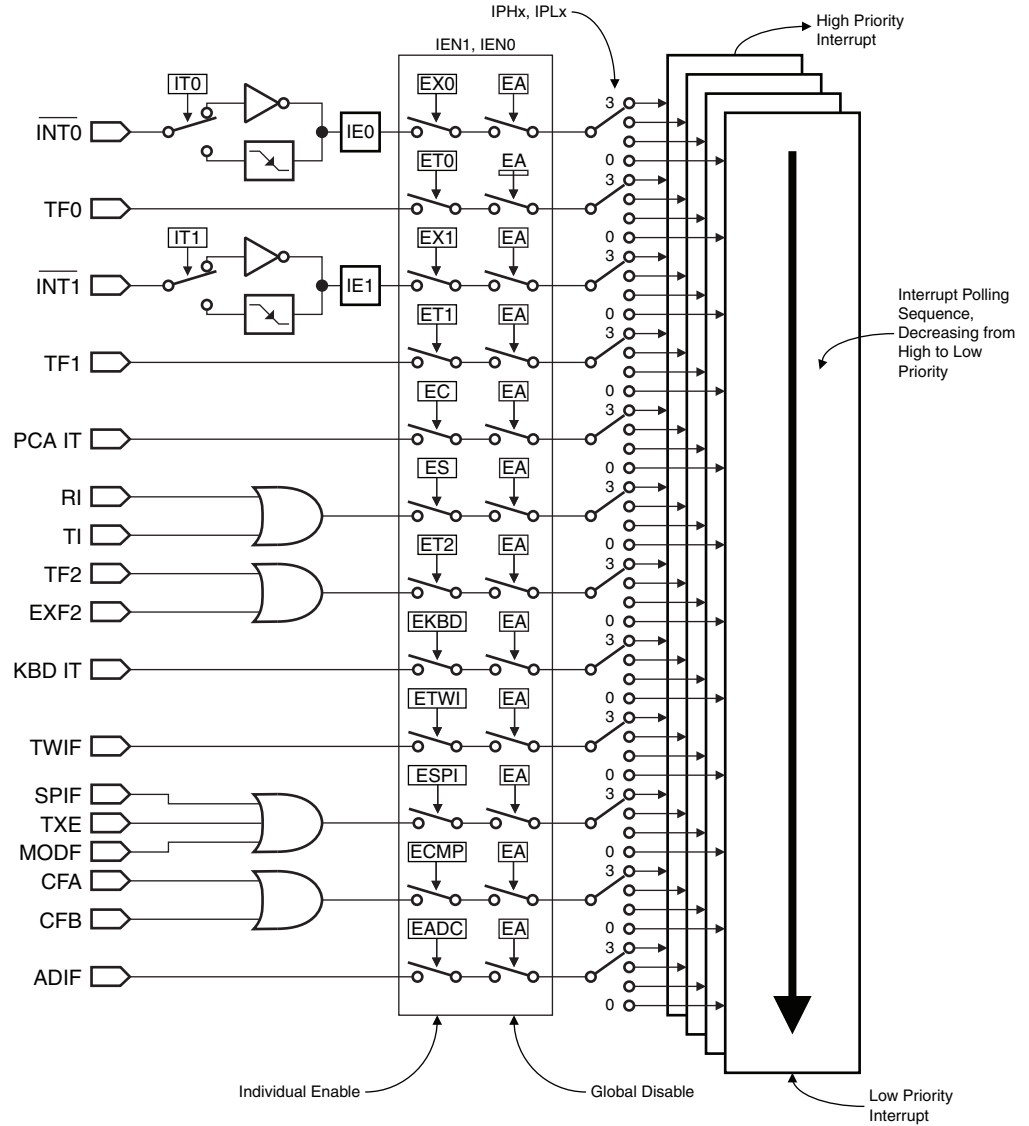 IPHx, IPLx
High Priority
Interrupt
IEN1, IEN0
IT0
EX0 EA
3
INT0
IE0
0
ET0 EA
3
TF0
0
IT1
EX1 EA
3
INT1
IE1
0
ET1 EA
3
TF1
0
EC EA
3
PCA IT
0
RI
ES EA
3
TI
0
TF2
ET2 EA
3
EXF2
0
EKBD EA
3
KBD IT
0
ETWI EA
3
TWIF
0
SPIF
ESPI EA
3
TXE
MODF
0
CFA
ECMP EA
3
CFB
0
EADC EA
3
ADIF
0
Interrupt Polling
Sequence,
Decreasing from
High to Low
Priority
Individual Enable
Global Disable
Low Priority
Interrupt